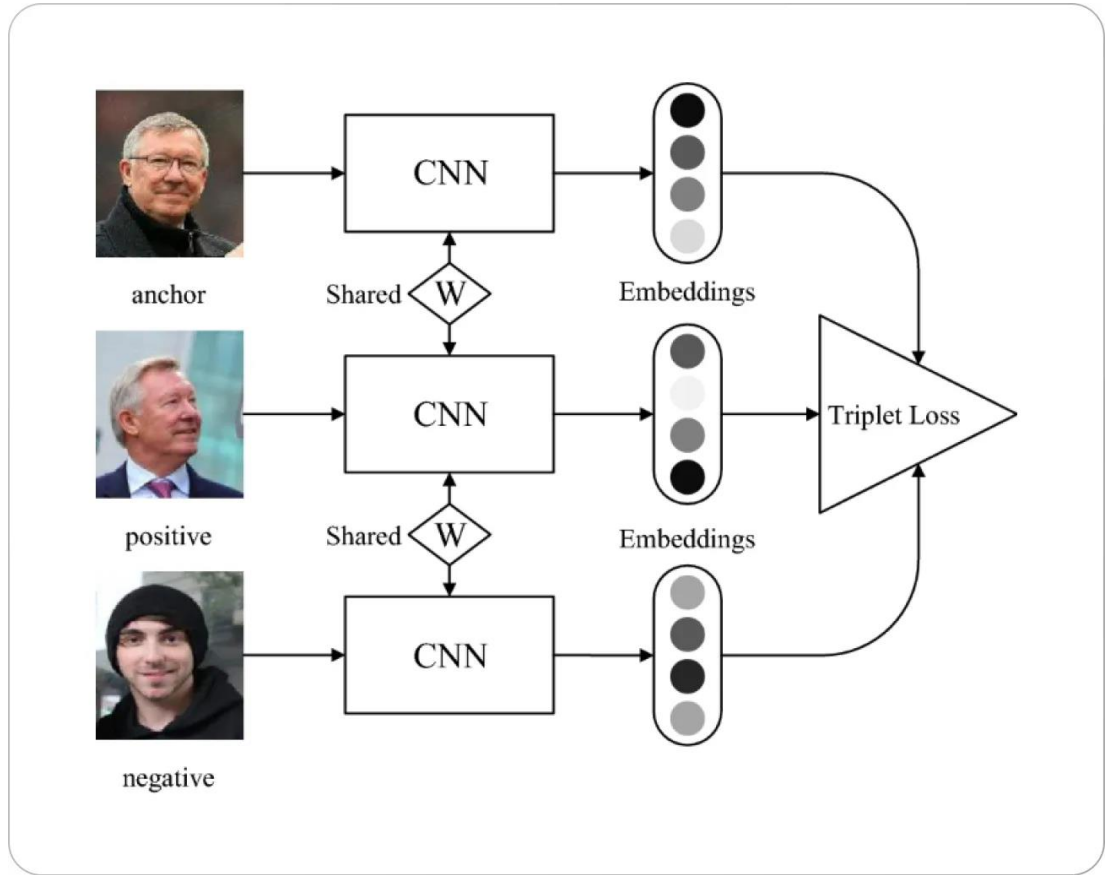 CNN
anchor
Shared W
Embeddings
CNN
Triplet Loss
positive
Shared W
Embeddings
CNN
negative